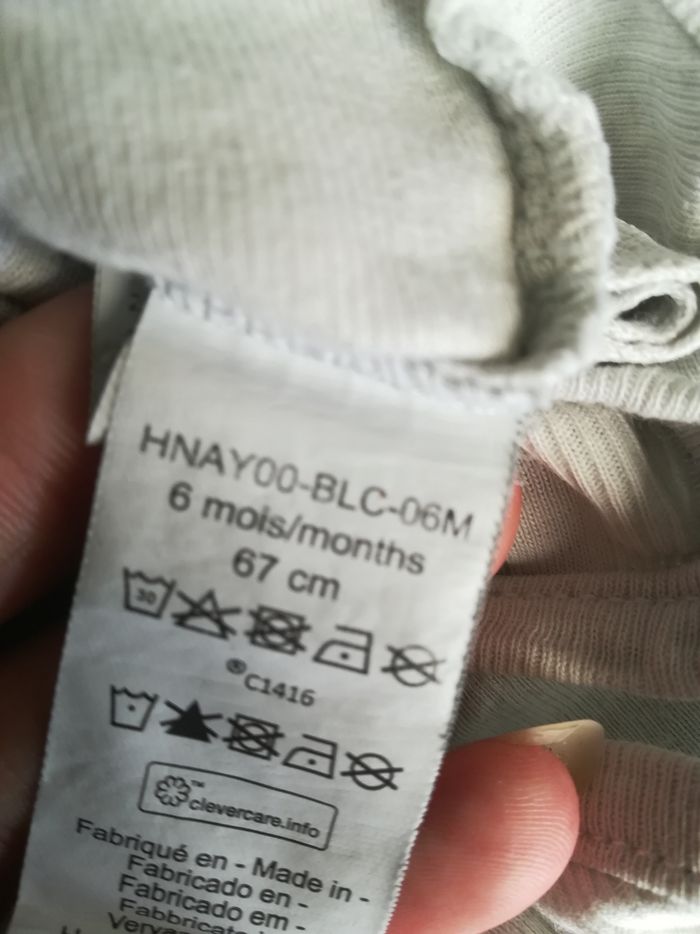 HNAY00-BLC-06M
6 mois/months
67 cm
30
®C1416
™clevercare.info
Fabriqué en - Made in -
Fabricado en -
Fabricado em -